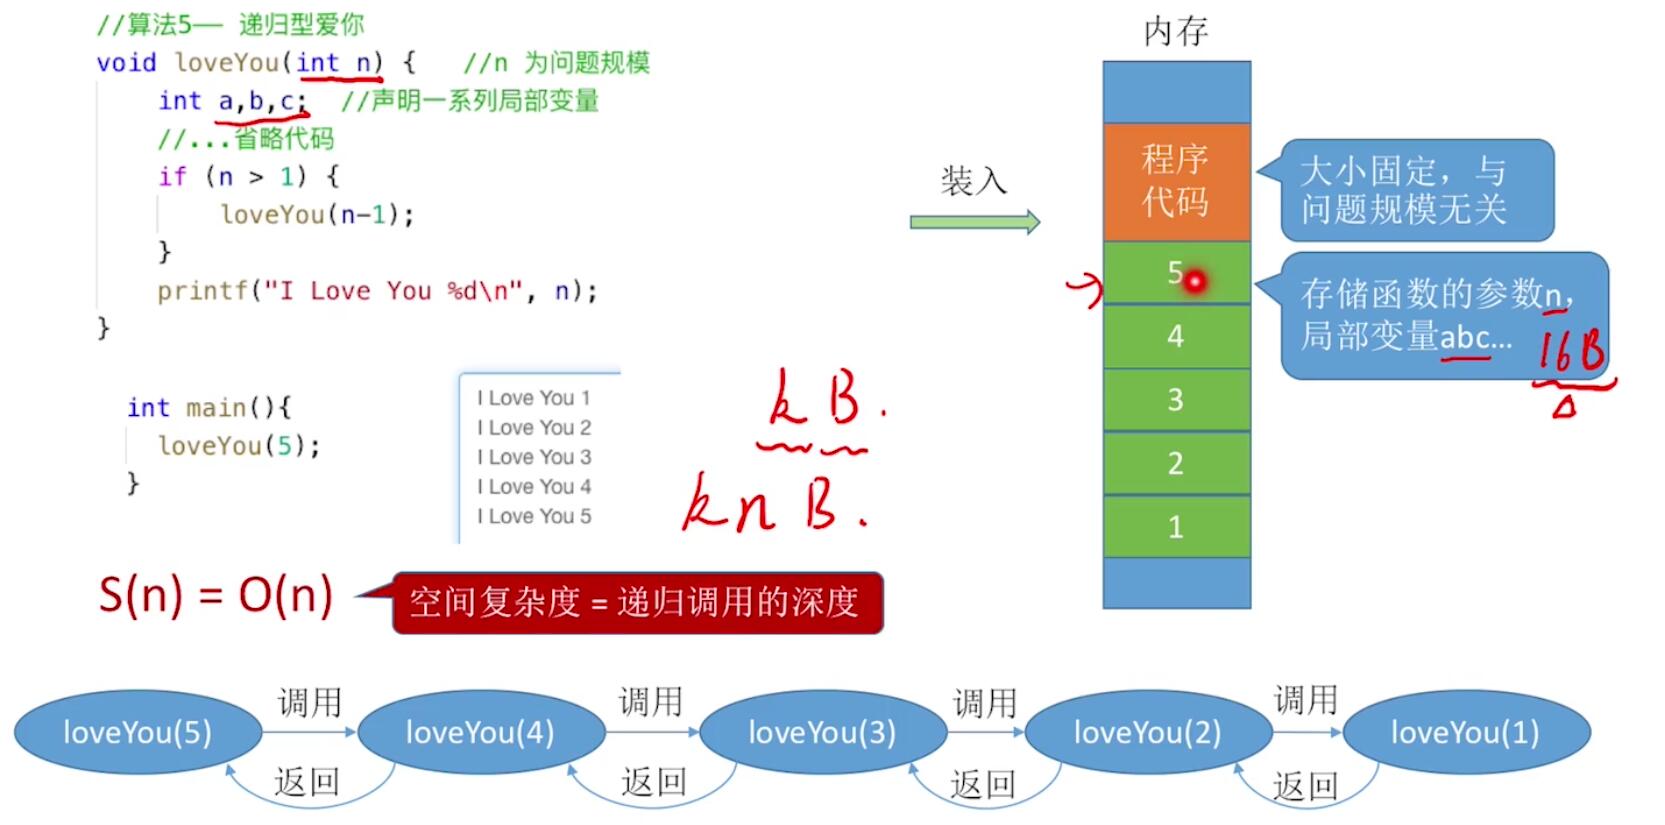 //算法5—— 递归型爱你
void loveYou(int n) {   //n 为问题规模
int a,b,c;  //声明一系列局部变量
//...省略代码
if (n > 1) {
loveYou(n-1);
}
printf("I Love You %d\n", n);
}
int main(){
loveYou(5);
}
I Love You 1
I Love You 2
I Love You 3
I Love You 4
I Love You 5
k B.
k n B.
S(n) = O(n)
空间复杂度 = 递归调用的深度
装入
内存
程序
代码
5
4
3
2
1
大小固定，与
问题规模无关
存储函数的参数n，
局部变量abc...
16B
loveYou(5)
调用
返回
loveYou(4)
调用
返回
loveYou(3)
调用
返回
loveYou(2)
调用
返回
loveYou(1)